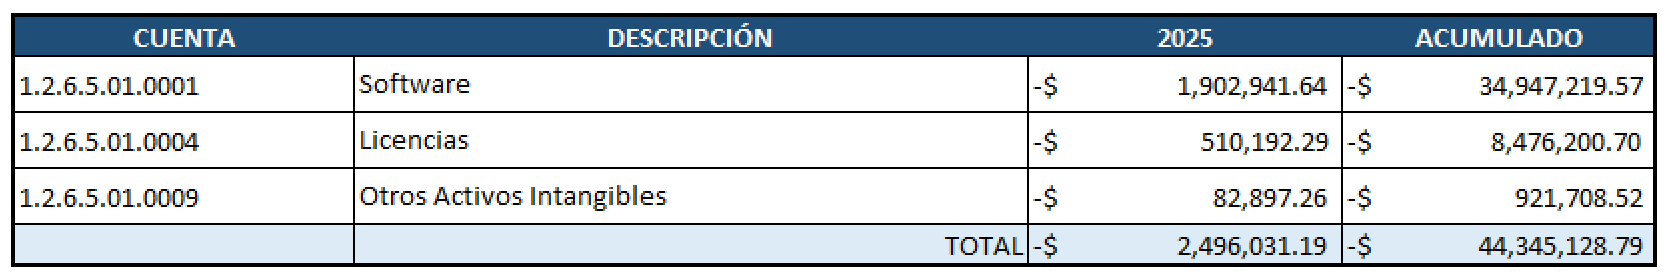 CUENTA DESCRIPCIÓN 2025 ACUMULADO
1.2.6.5.01.0001 Software -$ 1,902,941.64 -$ 34,947,219.57
1.2.6.5.01.0004 Licencias -$ 510,192.29 -$ 8,476,200.70
1.2.6.5.01.0009 Otros Activos Intangibles -$ 82,897.26 -$ 921,708.52
TOTAL -$ 2,496,031.19 -$ 44,345,128.79